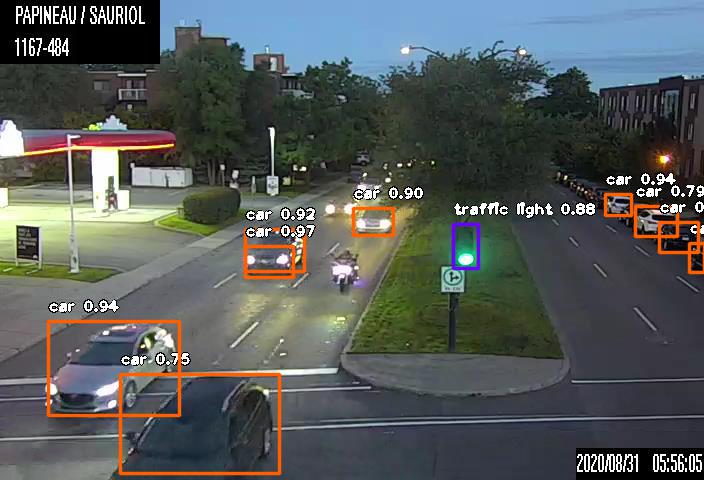 PAPINEAU / SAURIOL
1167-484
car 0.94
car 0.79
car 0.90
car 0.92
traffic light 0.88
car 0.97
car 0.94
car 0.75
2020/08/31 05:56:05